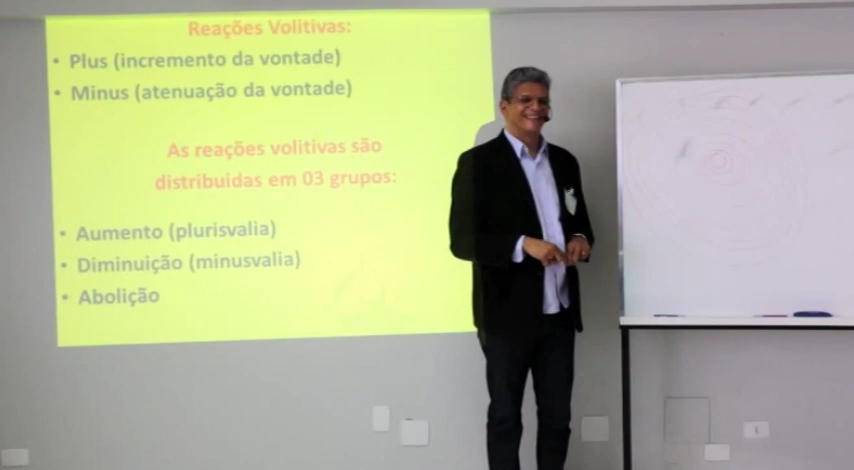 Reações Volitivas:
• Plus (incremento da vontade)
• Minus (atenuação da vontade)
As reações volitivas são
distribuidas em 03 grupos:
• Aumento (plurisvalia)
• Diminuição (minusvalia)
• Abolição